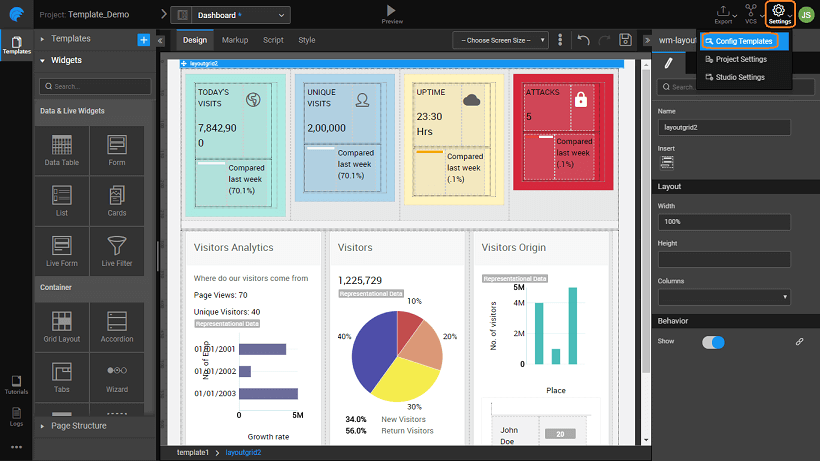 Project: Template_Demo
Dashboard *
Preview
Export
VCS
Settings
JS
Templates
Templates
Widgets
Search...
Data & Live Widgets
Data Table
Form
List
Cards
Live Form
Live Filter
Container
Grid Layout
Accordion
Tabs
Wizard
Page Structure
Tutorials
Logs
Design
Markup
Script
Style
-- Choose Screen Size --
layoutgrid2
TODAY'S
VISITS
7,842,90
0
Compared
last week
(70.1%)
UNIQUE
VISITS
2,00,000
Compared
last week
(70.1%)
UPTIME
23:30
Hrs
Compared
last week
(.1%)
ATTACKS
5
Compared
last week
(.1%)
Visitors Analytics
Where do our visitors come from
Page Views: 70
Unique Visitors: 40
Representational Data
No. of Emp
01/01/2001
01/01/2002
01/01/2003
0
5M
Growth rate
Visitors
1,225,729
Representational Data
10%
20%
30%
40%
34.0% New Visitors
56.0% Return Visitors
Visitors Origin
Representational Data
No. of visitors
5M
4M
2M
0
Place
John
Doe
20
template1 > layoutgrid2
wm-layou
Config Templates
Project Settings
Studio Settings
Search
Name
layoutgrid2
Insert
Layout
Width
100%
Height
Columns
Behavior
Show